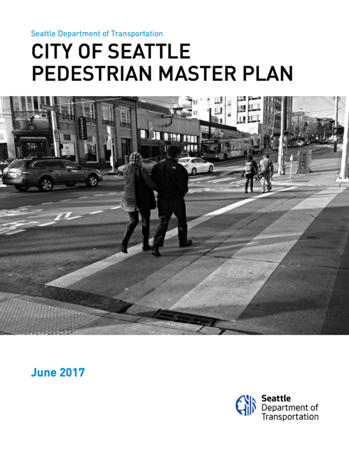 Seattle Department of Transportation
CITY OF SEATTLE
PEDESTRIAN MASTER PLAN
June 2017
Seattle
Department of
Transportation